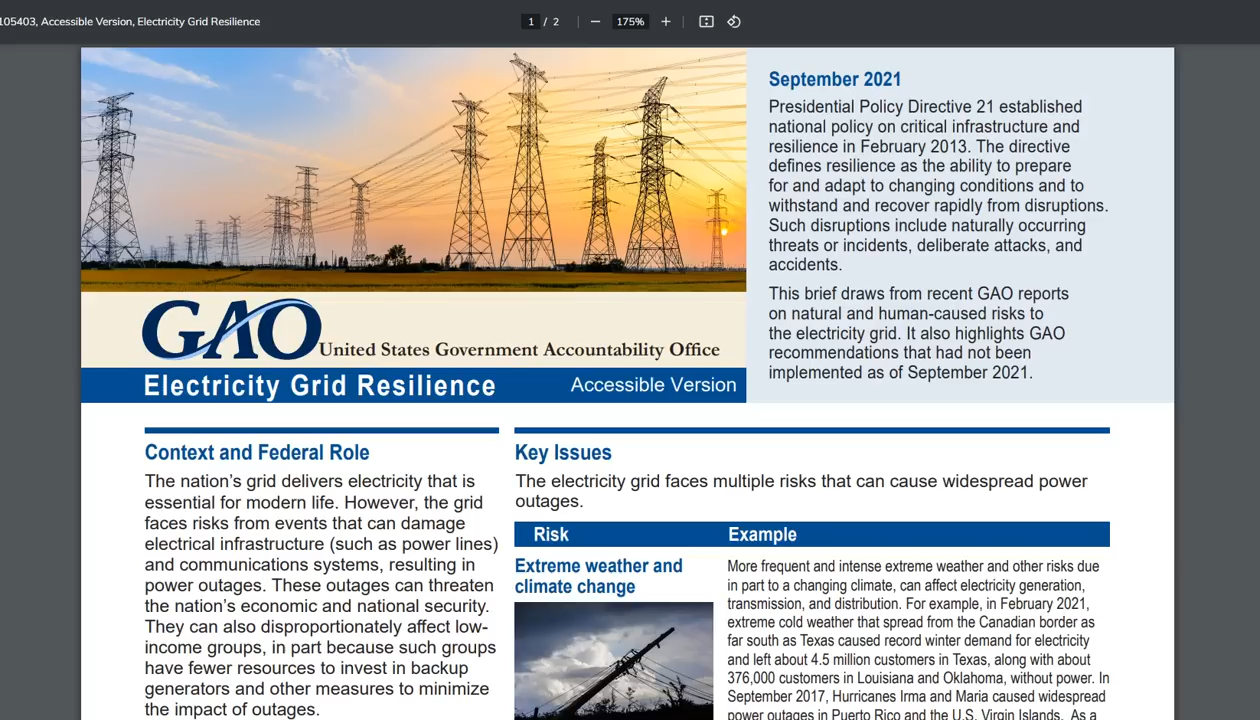 105403, Accessible Version, Electricity Grid Resilience
1 / 2
175%
September 2021
Presidential Policy Directive 21 established
national policy on critical infrastructure and
resilience in February 2013. The directive
defines resilience as the ability to prepare
for and adapt to changing conditions and to
withstand and recover rapidly from disruptions.
Such disruptions include naturally occurring
threats or incidents, deliberate attacks, and
accidents.
This brief draws from recent GAO reports
on natural and human-caused risks to
the electricity grid. It also highlights GAO
recommendations that had not been
implemented as of September 2021.
GAO
United States Government Accountability Office
Electricity Grid Resilience
Accessible Version
Context and Federal Role
The nation’s grid delivers electricity that is
essential for modern life. However, the grid
faces risks from events that can damage
electrical infrastructure (such as power lines)
and communications systems, resulting in
power outages. These outages can threaten
the nation’s economic and national security.
They can also disproportionately affect low-
income groups, in part because such groups
have fewer resources to invest in backup
generators and other measures to minimize
the impact of outages.
Key Issues
The electricity grid faces multiple risks that can cause widespread power
outages.
Risk
Example
Extreme weather and
climate change
More frequent and intense extreme weather and other risks due
in part to a changing climate, can affect electricity generation,
transmission, and distribution. For example, in February 2021,
extreme cold weather that spread from the Canadian border as
far south as Texas caused record winter demand for electricity
and left about 4.5 million customers in Texas, along with about
376,000 customers in Louisiana and Oklahoma, without power. In
September 2017, Hurricanes Irma and Maria caused widespread
power outages in Puerto Rico and the U.S. Virgin Islands. As a